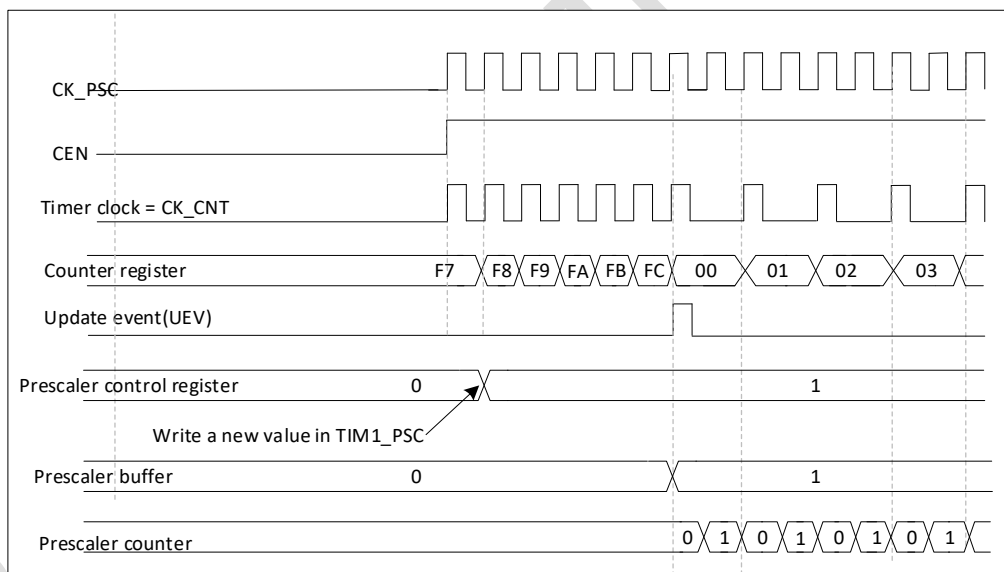 CK_PSC
CEN
Timer clock = CK_CNT
Counter register F7 F8 F9 FA FB FC 00 01 02 03
Update event(UEV)
Prescaler control register 0 1
Write a new value in TIM1_PSC
Prescaler buffer 0 1
Prescaler counter 0 1 0 1 0 1 0 1